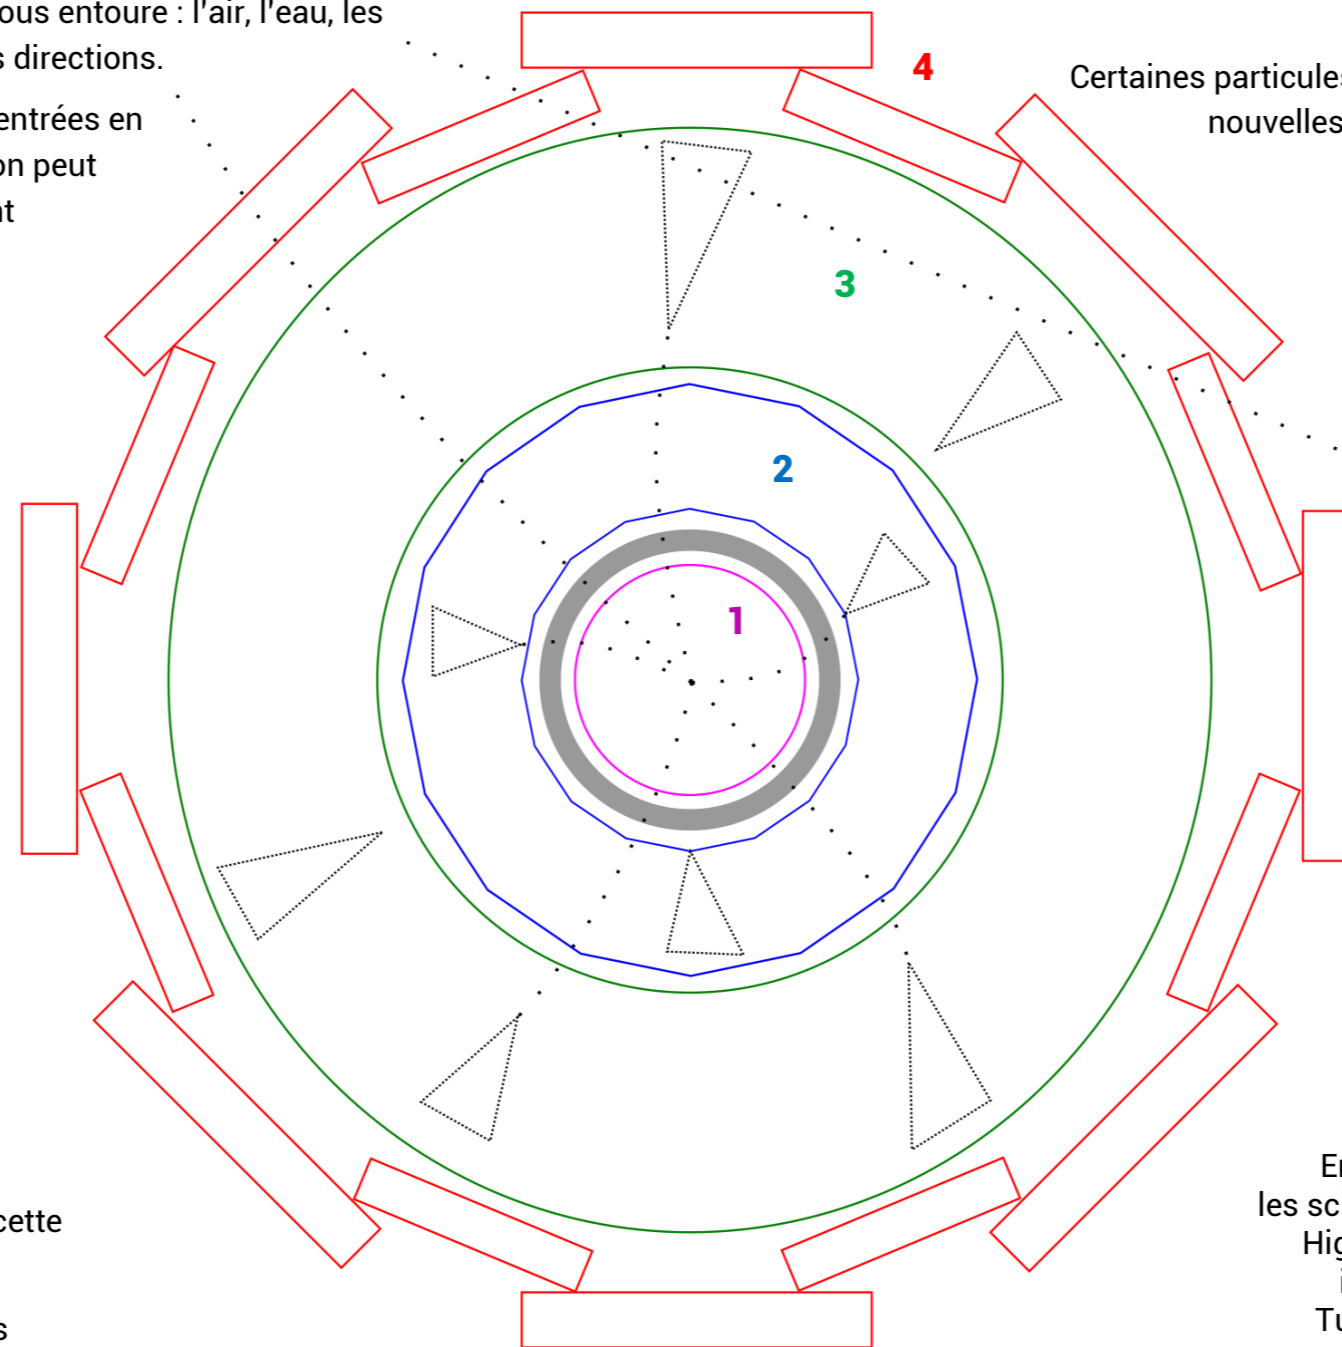 ous entoure : l'air, l'eau, les
s directions.
entrées en
on peut
nt
4
Certaines particules
nouvelles
3
2
1
cette
s
En
les sc
Hig
i
Tu